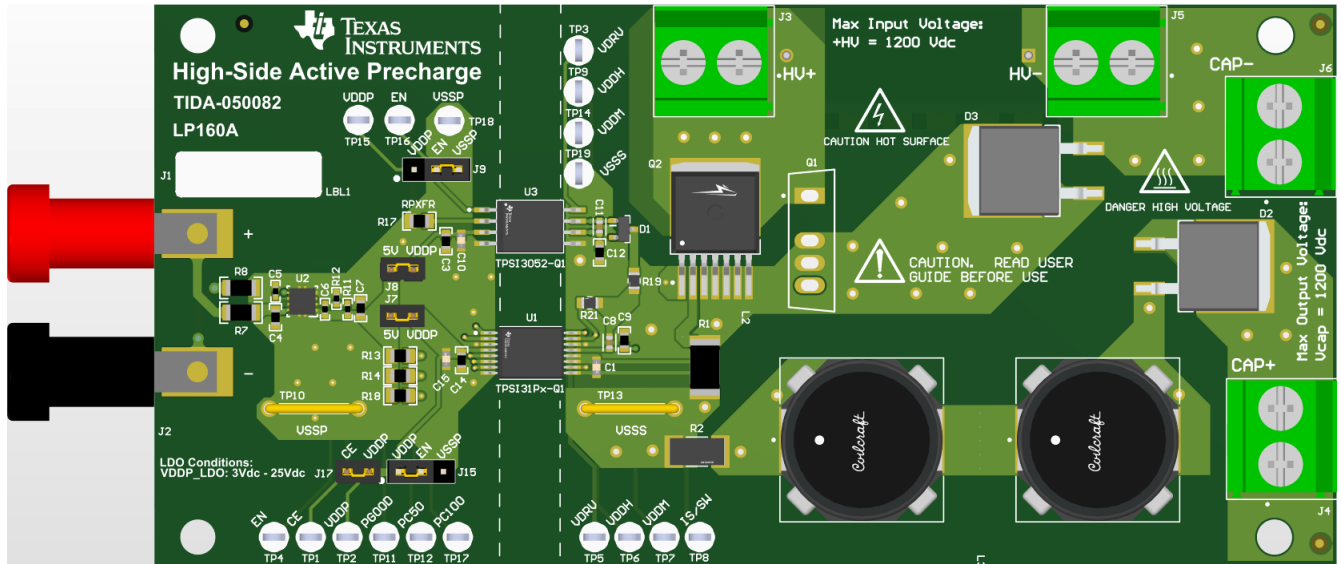 TEXAS
INSTRUMENTS
High-Side Active Precharge
TIDA-050082
LP160A
J1
LBL1
VDDP
EN
VSSP
TP15
TP16
TP18
VDDP
EN
VSSP
J9
TP3
VDRV
TP9
VDDH
TP14
VDDM
TP19
VSSS
J3
HV+
Max Input Voltage:
+HV = 1200 Vdc
HV-
J5
CAP-
J6
CAUTION HOT SURFACE
D3
DANGER HIGH VOLTAGE
D2
Q2
Q1
CAUTION. READ USER
GUIDE BEFORE USE
Max Output Voltage:
Vcap = 1200 Vdc
+
-
R8
R7
C5
C4
U2
R12
C6
R11
C7
RPXFR
R17
C3
C10
5V VDDP
J8
J7
5V VDDP
U3
TPSI3052-Q1
C11
D1
C12
R19
R21
C8
C9
U1
TPSI31Px-Q1
C1
R1
L2
R13
R14
R18
C15
C14
TP10
VSSP
TP13
VSSS
R2
Coilcraft
Coilcraft
CAP+
J4
J2
LDO Conditions:
VDDP_LDO: 3Vdc - 25Vdc
J17
CE
VDDP
VDDP
EN
VSSP
J15
EN
CE
VDDP
PGOOD
PC50
PC100
TP4
TP1
TP2
TP11
TP12
TP17
VDRV
VDDH
VDDM
IS/SW
TP5
TP6
TP7
TP8